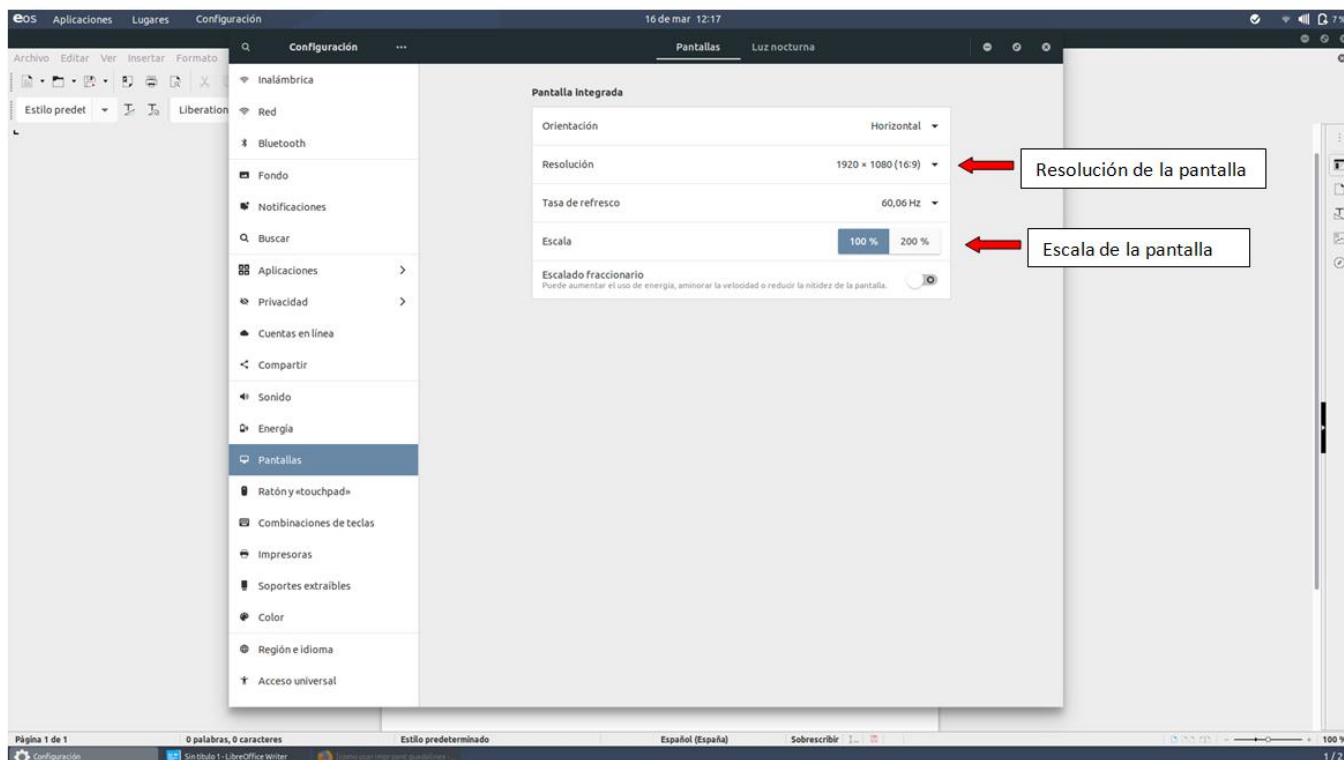 eos Aplicaciones Lugares Configuración 16 de mar 12:17 7%
Configuración Pantallas Luz nocturna
Archivo Editar Ver Insertar Formato
Estilo predet Liberation
Inalámbrica
Red
Bluetooth
Fondo
Notificaciones
Buscar
Aplicaciones
Privacidad
Cuentas en línea
Compartir
Sonido
Energía
Pantallas
Ratón y «touchpad»
Combinaciones de teclas
Impresoras
Soportes extraíbles
Color
Región e idioma
Acceso universal
Pantalla integrada
Orientación Horizontal
Resolución 1920 × 1080 (16:9)
Tasa de refresco 60,06 Hz
Escala 100 % 200 %
Escalado fraccionario
Puede aumentar el uso de energía, aminorar la velocidad o reducir la nitidez de la pantalla.
Resolución de la pantalla
Escala de la pantalla
Página 1 de 1 0 palabras, 0 caracteres Estilo predeterminado Español (España) Sobrescribir 100 %
Configuración Sin título 1 - LibreOffice Writer 1/2